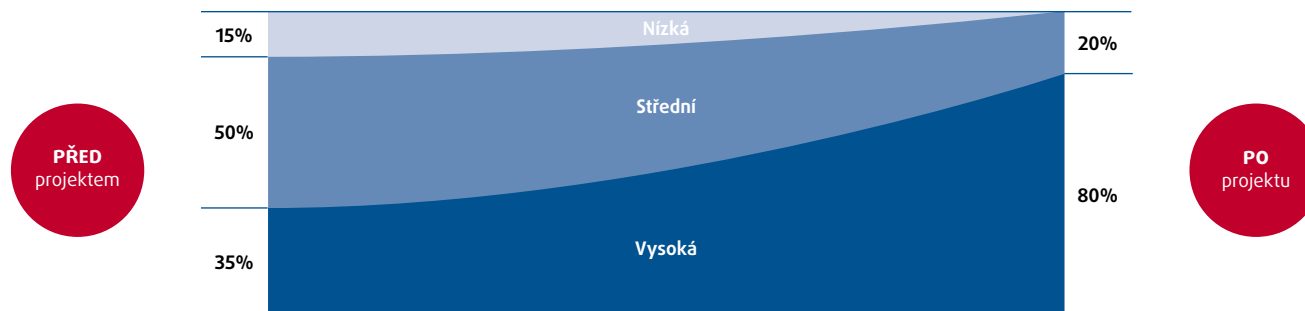 Nízká
15%
20%
Střední
50%
PŘED
projektem
PO
projektu
80%
Vysoká
35%